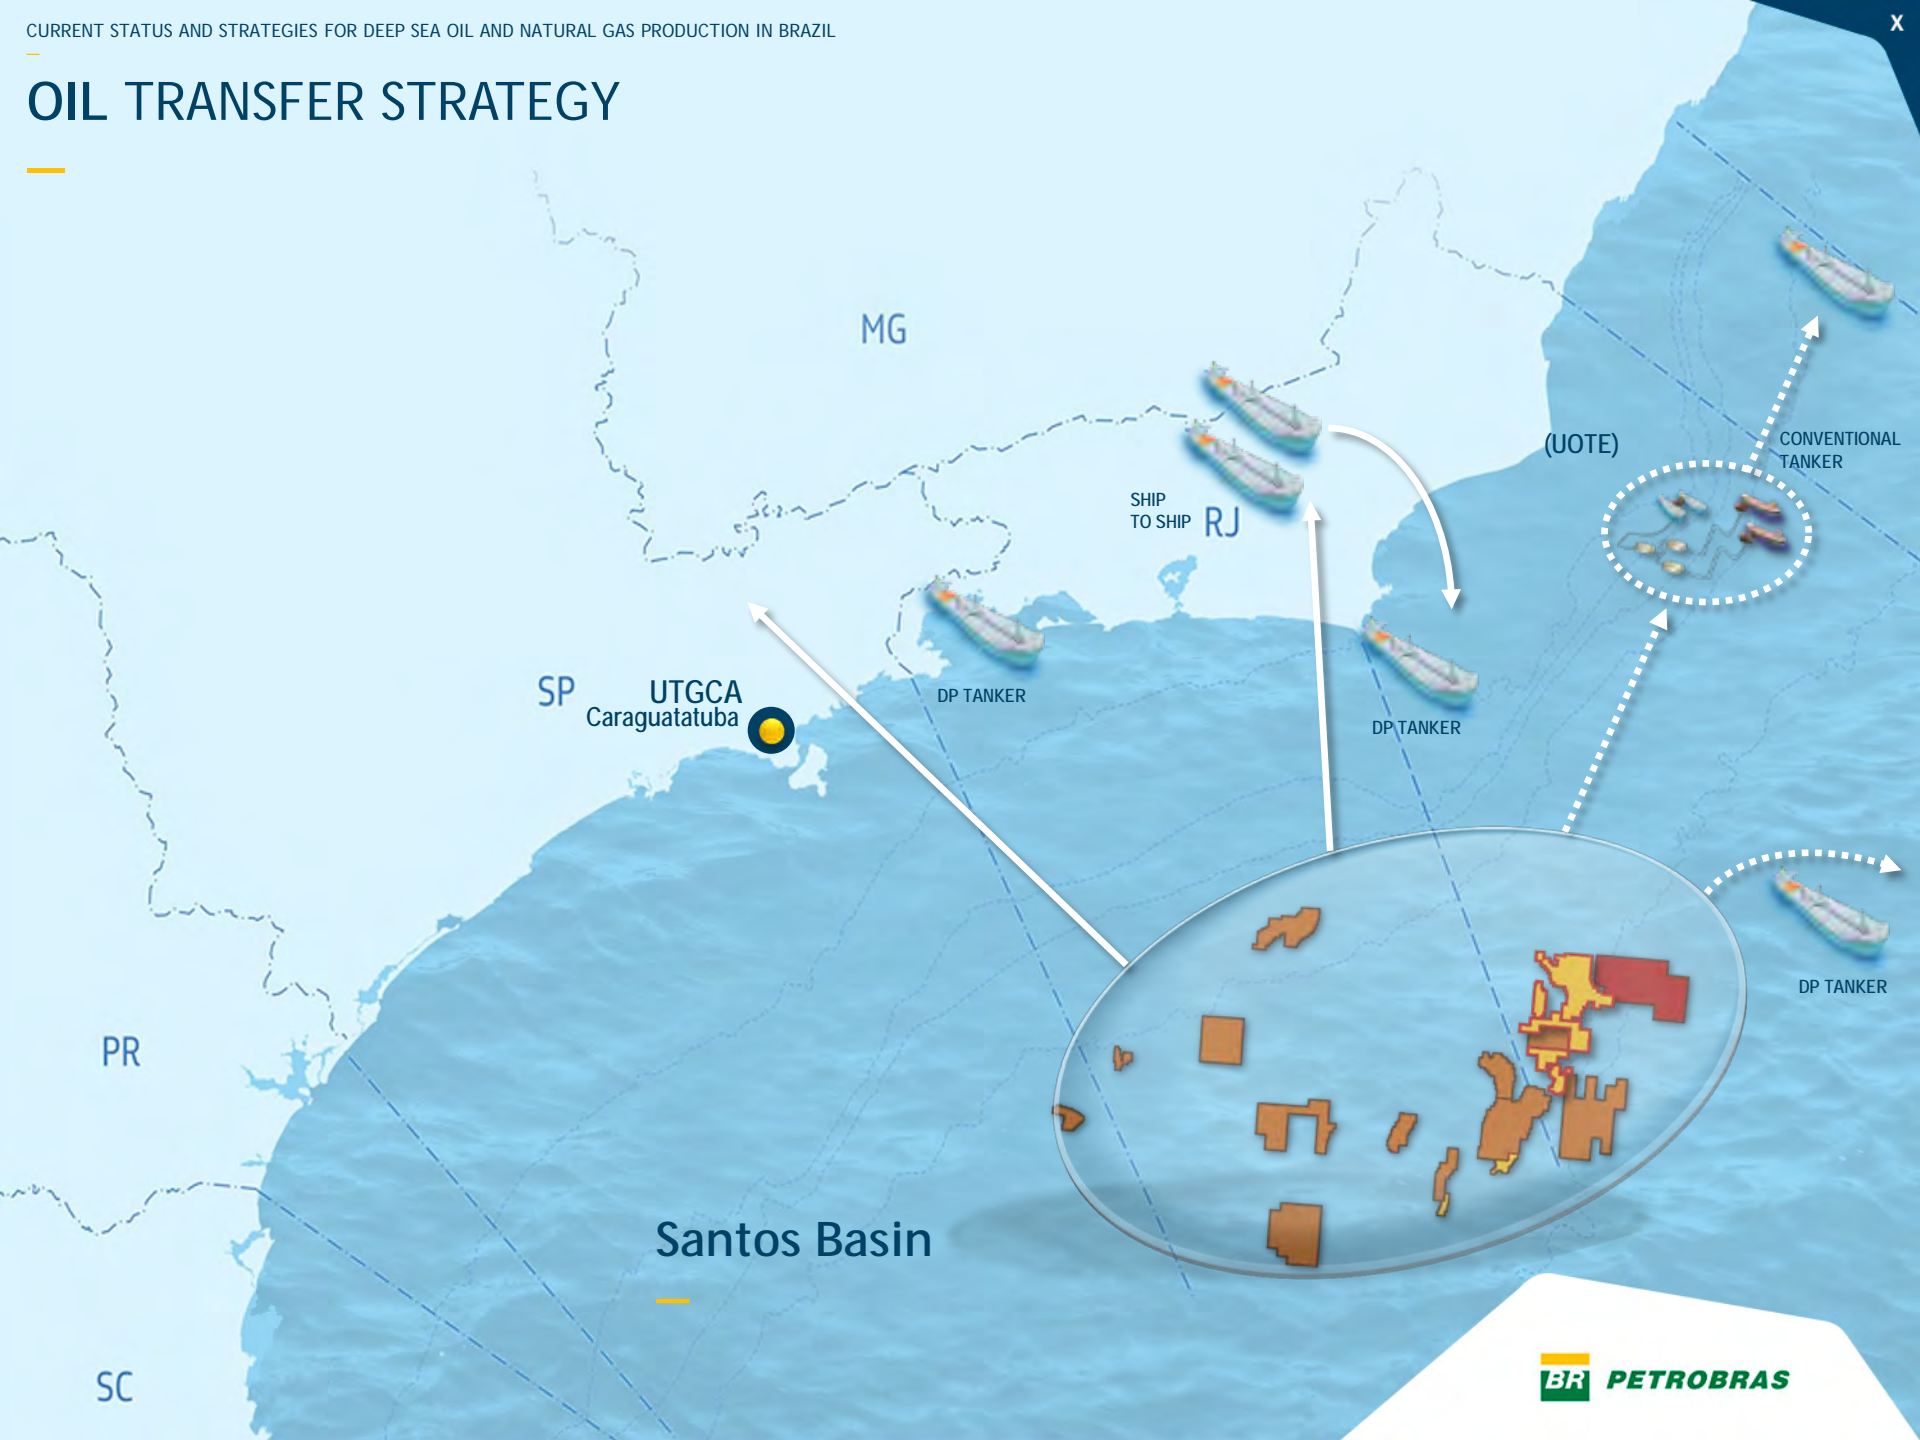 CURRENT STATUS AND STRATEGIES FOR DEEP SEA OIL AND NATURAL GAS PRODUCTION IN BRAZIL
X
OIL TRANSFER STRATEGY
MG
(UOTE)
CONVENTIONAL
TANKER
SHIP
TO SHIP
RJ
SP
UTGCA
Caraguatatuba
DP TANKER
DP TANKER
DP TANKER
PR
Santos Basin
SC
BR PETROBRAS